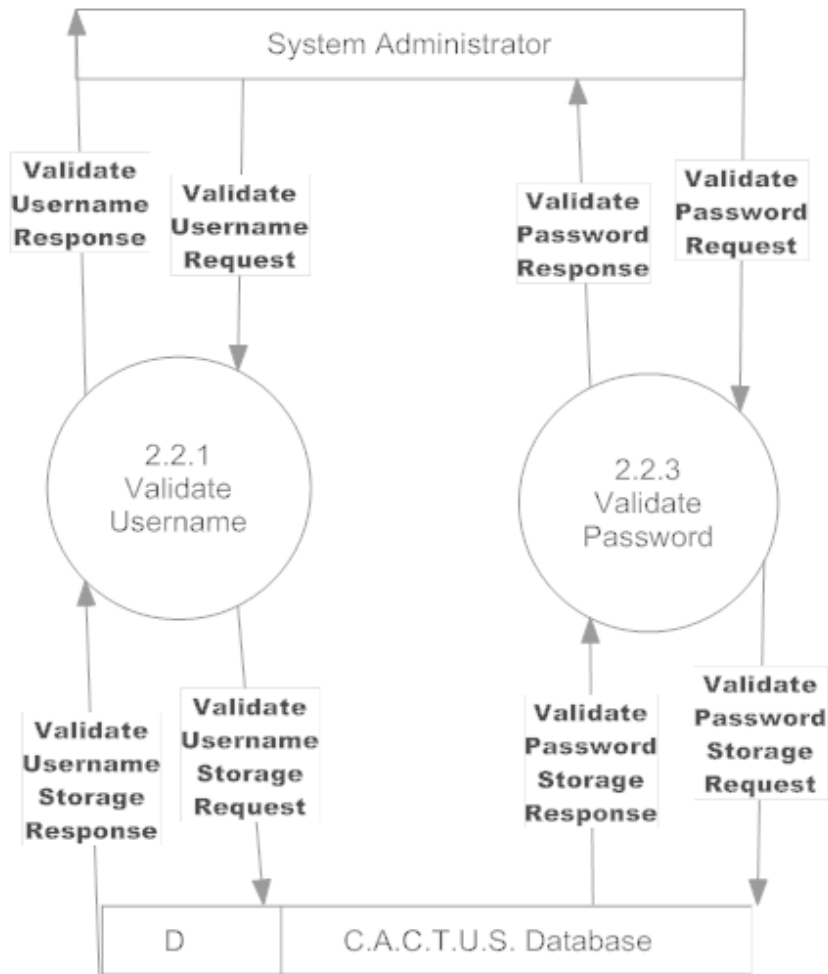 System Administrator
Validate
Username
Response
Validate
Username
Request
Validate
Password
Response
Validate
Password
Request
2.2.1
Validate
Username
2.2.3
Validate
Password
Validate
Username
Storage
Response
Validate
Username
Storage
Request
Validate
Password
Storage
Response
Validate
Password
Storage
Request
D
C.A.C.T.U.S. Database